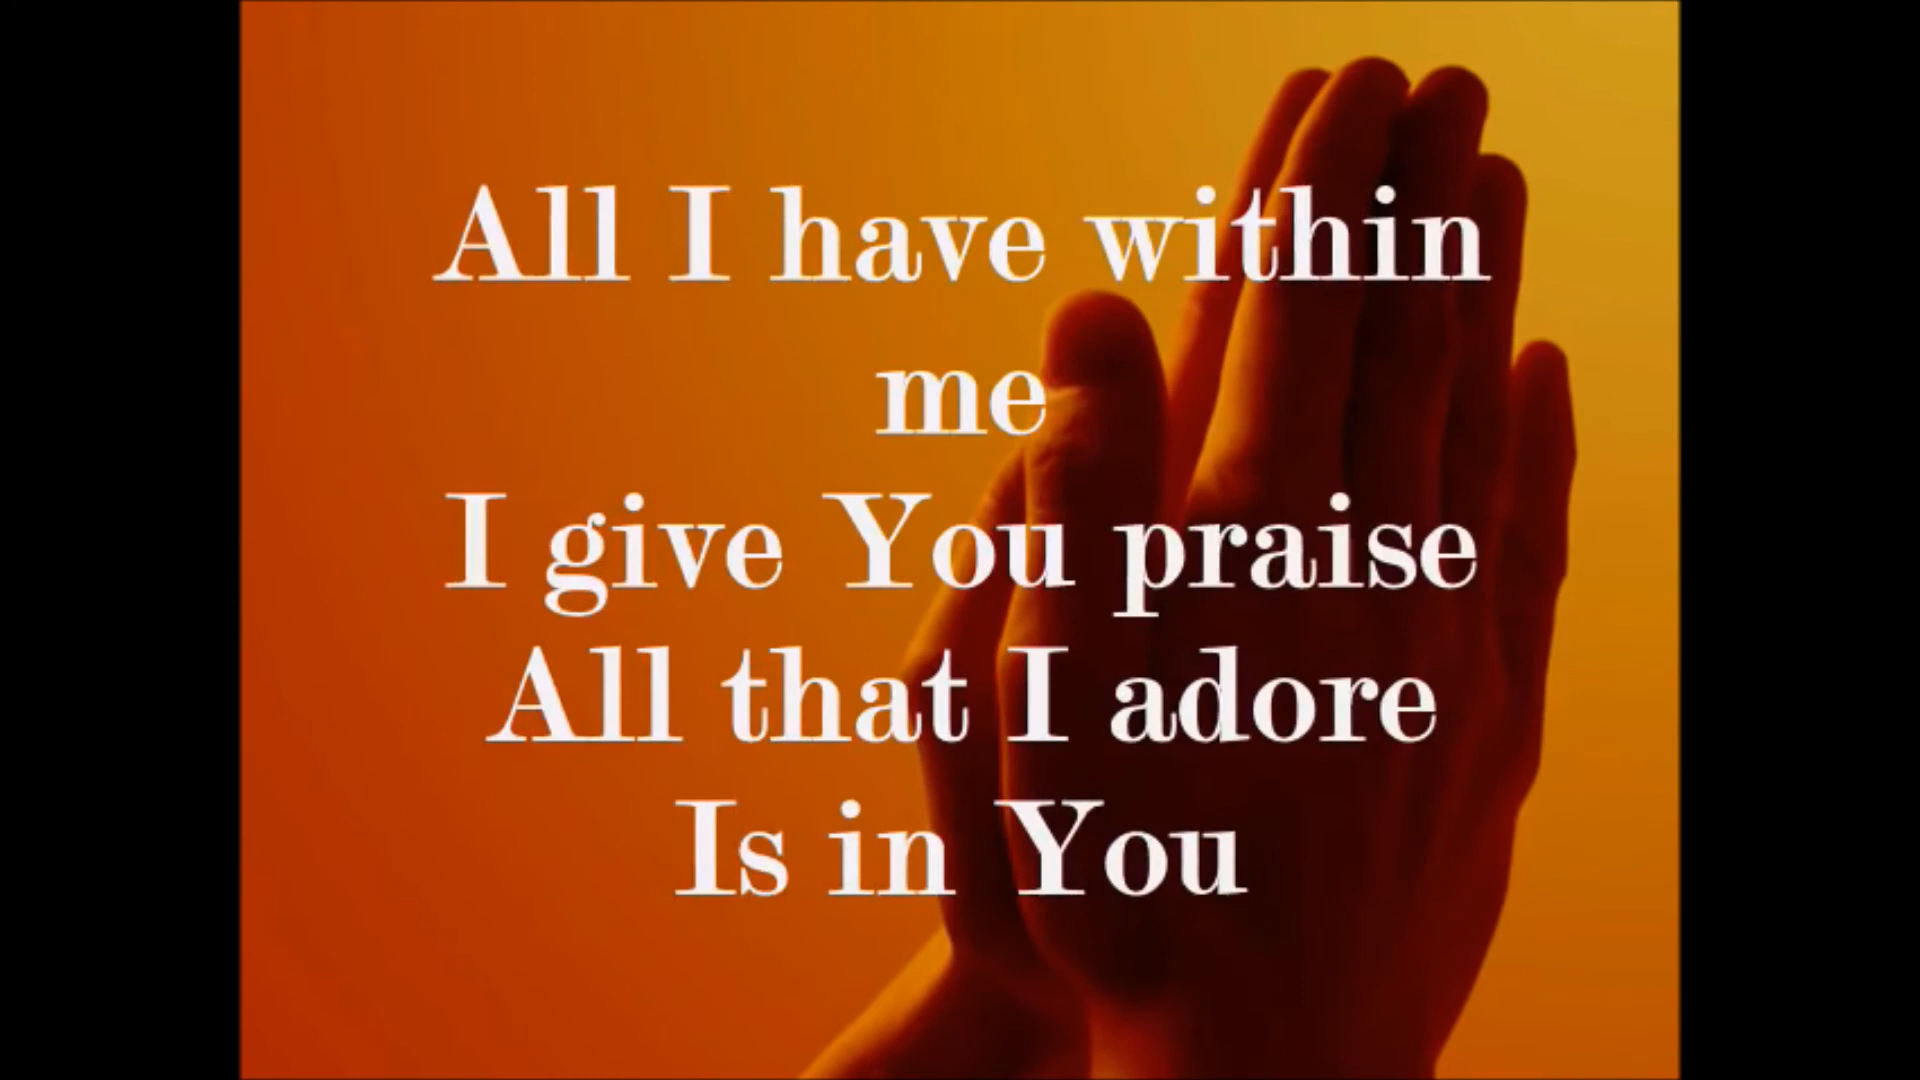 All I have within
me
I give You praise
All that I adore
Is in You